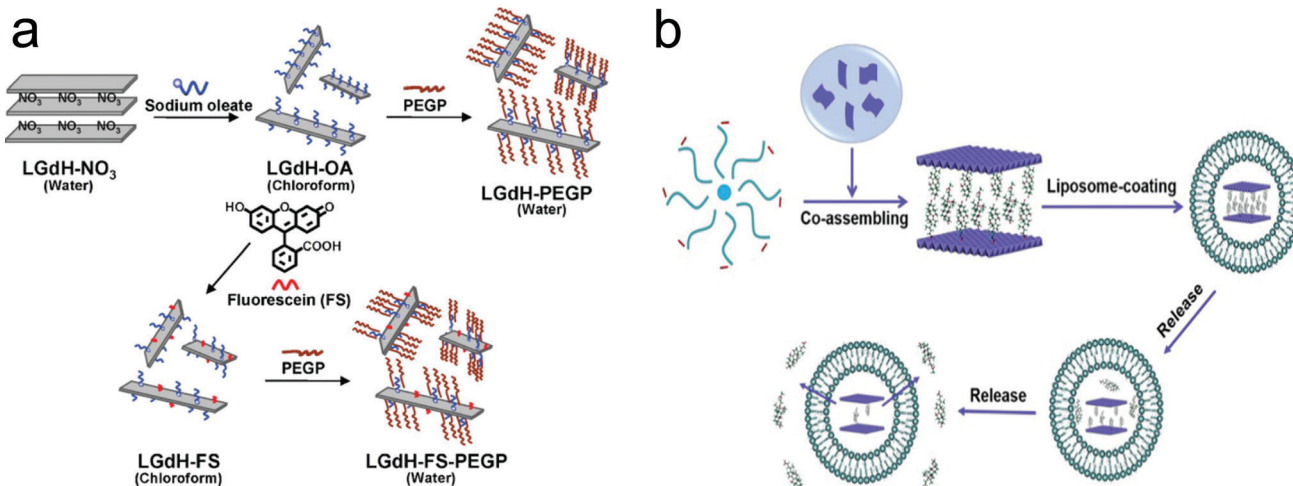 a
NO3 NO3 NO3
NO3 NO3 NO3
LGdH-NO3
(Water)
Sodium oleate
LGdH-OA
(Chloroform)
PEGP
LGdH-PEGP
(Water)
HO
O
O
COOH
Fluorescein (FS)
LGdH-FS
(Chloroform)
PEGP
LGdH-FS-PEGP
(Water)
b
Co-assembling
Liposome-coating
Release
Release